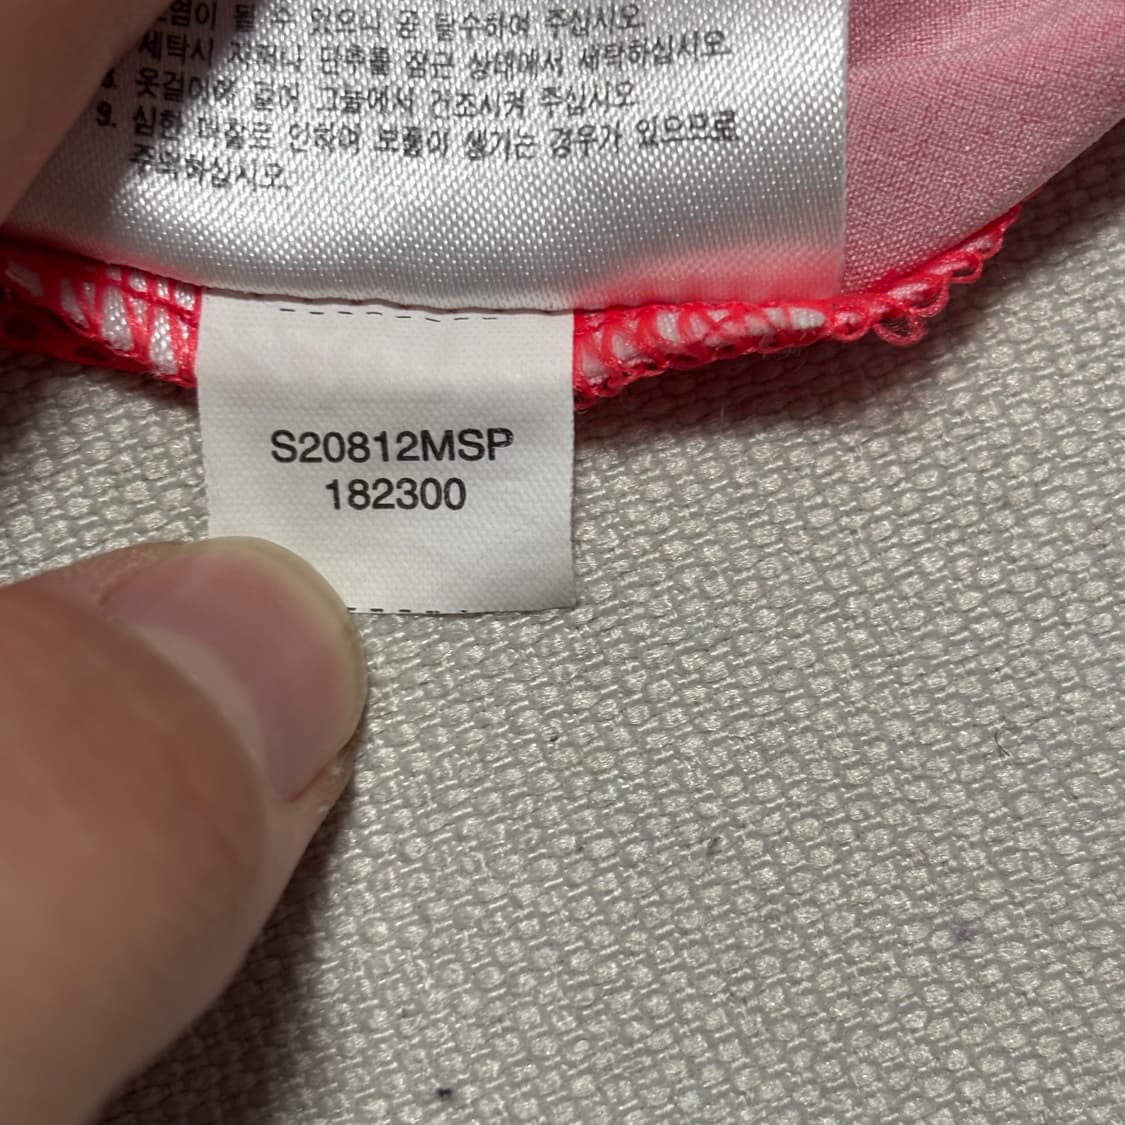 염이 될 수 있으니 곧 탈수하여 주십시오
세탁시 지퍼나 단추를 잠근 상태에서 세탁하십시오
8. 옷걸이에 걸어 그늘에서 건조시켜 주십시오
9. 심한 마찰로 인하여 보풀이 생기는 경우가 있으므로
주의하십시오.
S20812MSP
182300